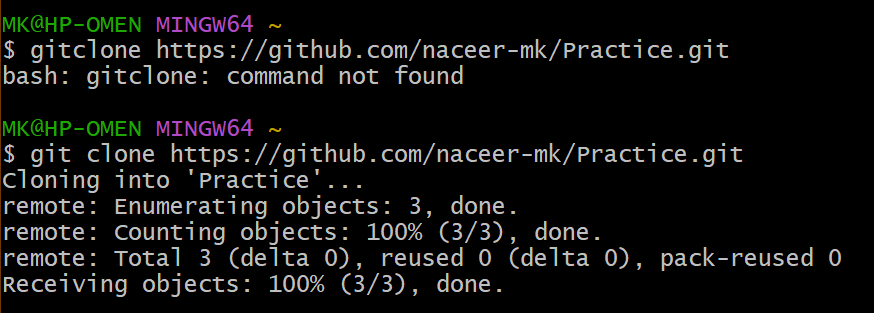 MK@HP-OMEN MINGW64 ~
$ gitclone https://github.com/naceer-mk/Practice.git
bash: gitclone: command not found
MK@HP-OMEN MINGW64 ~
$ git clone https://github.com/naceer-mk/Practice.git
Cloning into 'Practice'...
remote: Enumerating objects: 3, done.
remote: Counting objects: 100% (3/3), done.
remote: Total 3 (delta 0), reused 0 (delta 0), pack-reused 0
Receiving objects: 100% (3/3), done.